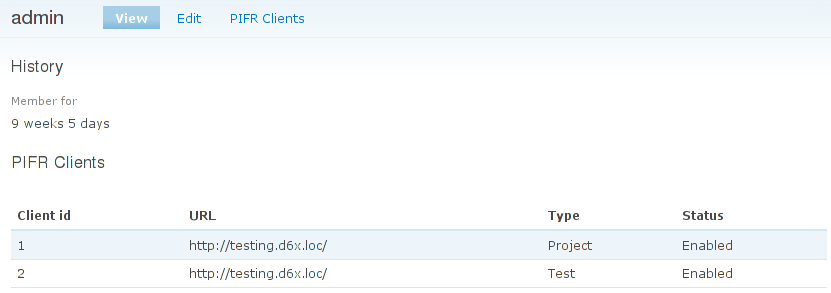 admin View Edit PIFR Clients
History
Member for
9 weeks 5 days
PIFR Clients
Client id URL Type Status
1 http://testing.d6x.loc/ Project Enabled
2 http://testing.d6x.loc/ Test Enabled